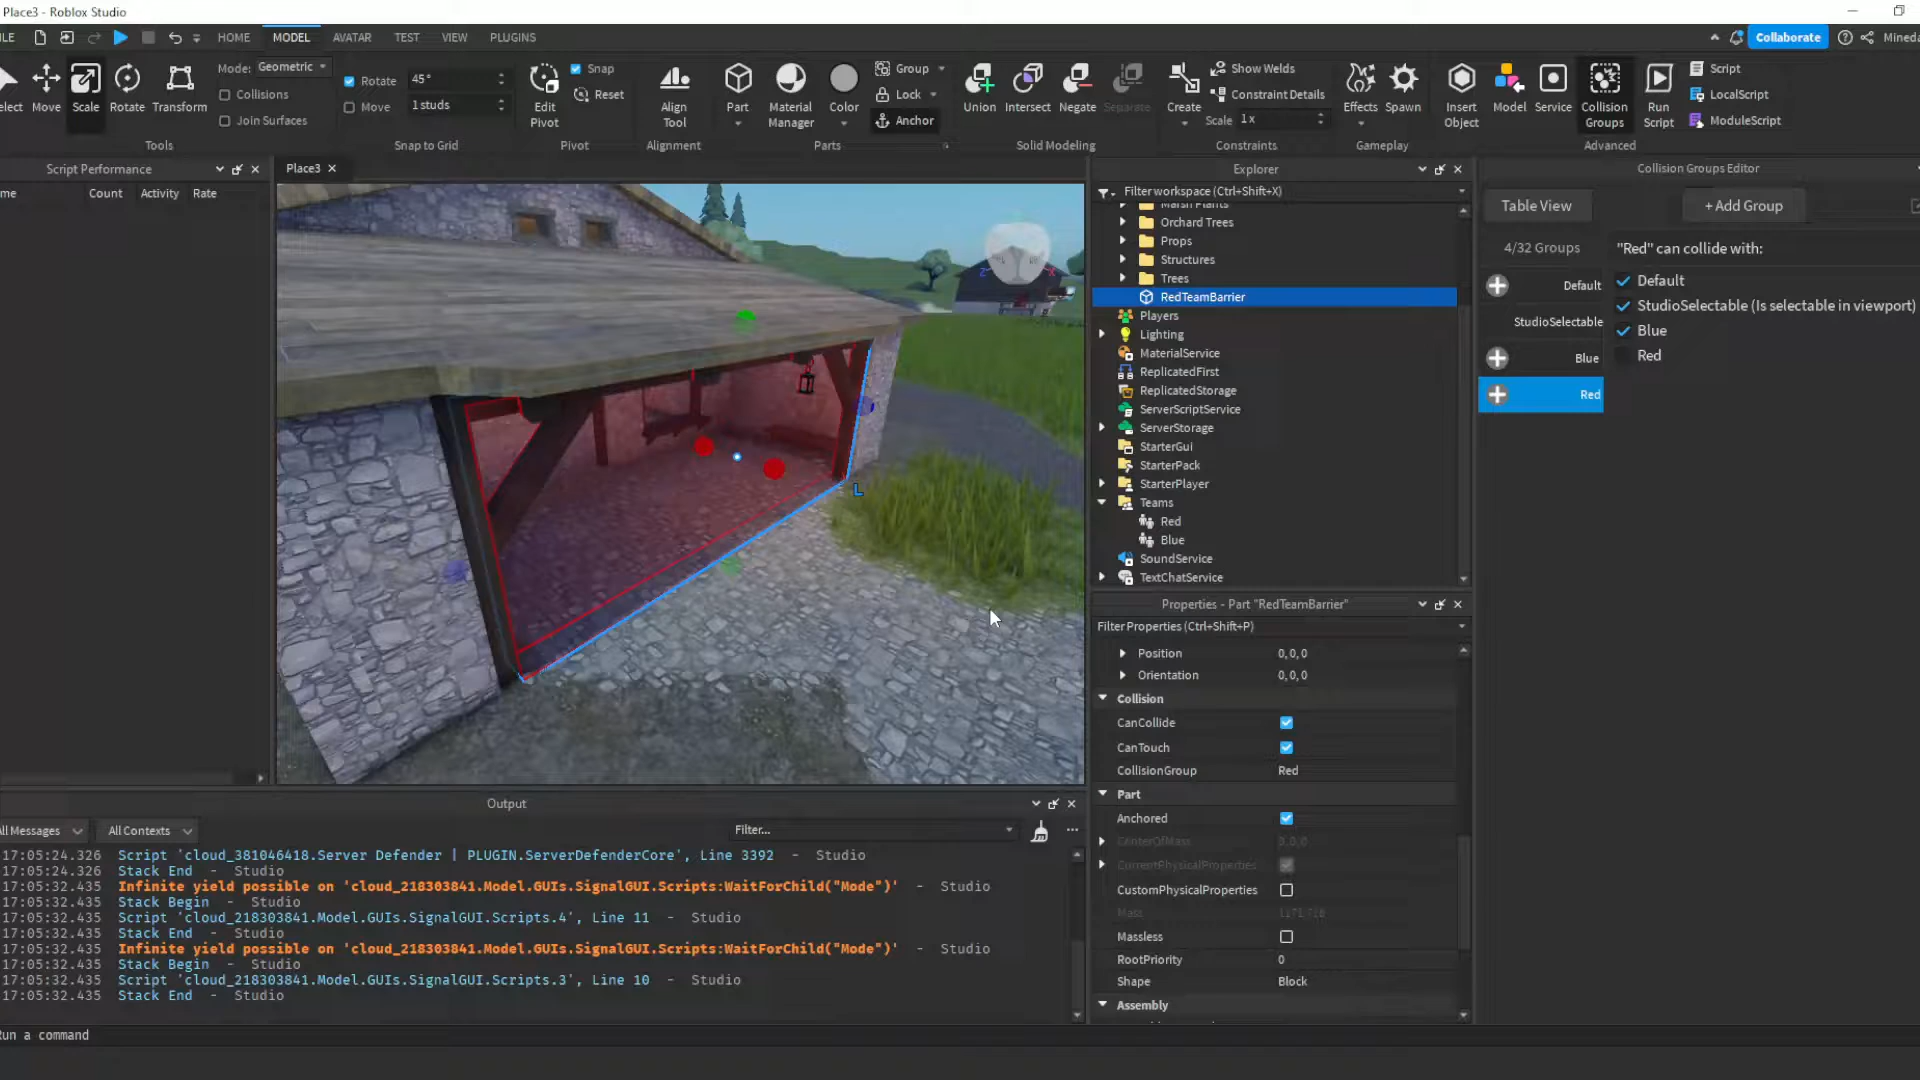 Place3 - Roblox Studio
HOME MODEL AVATAR TEST VIEW PLUGINS
Collaborate
Move Scale Rotate Transform
Mode: Geometric
Collisions
Join Surfaces
Tools
Rotate 45°
Move 1 studs
Snap to Grid
Edit Pivot
Snap
Reset
Pivot
Align Tool
Alignment
Part
Material Manager
Color
Group
Lock
Anchor
Parts
Union Intersect Negate Separate
Solid Modeling
Create
Show Welds
Constraint Details
Scale 1x
Constraints
Effects Spawn
Gameplay
Insert Object
Model
Service
Collision Groups
Run Script
Script
LocalScript
ModuleScript
Advanced
Script Performance
Count Activity Rate
Place3
Explorer
Filter workspace (Ctrl+Shift+X)
Marsh Plants
Orchard Trees
Props
Structures
Trees
RedTeamBarrier
Players
Lighting
MaterialService
ReplicatedFirst
ReplicatedStorage
ServerScriptService
ServerStorage
StarterGui
StarterPack
StarterPlayer
Teams
Red
Blue
SoundService
TextChatService
Properties - Part "RedTeamBarrier"
Filter Properties (Ctrl+Shift+P)
Position 0,0,0
Orientation 0,0,0
Collision
CanCollide
CanTouch
CollisionGroup Red
Part
Anchored
CenterOfMass 0,0,0
CurrentPhysicalProperties
CustomPhysicalProperties
Mass
Massless
RootPriority 0
Shape Block
Assembly
Collision Groups Editor
Table View
+ Add Group
4/32 Groups
Default
StudioSelectable
Blue
Red
"Red" can collide with:
Default
StudioSelectable (Is selectable in viewport)
Blue
Red
Output
All Contexts
Filter...
17:05:24.326 Script 'cloud_381046418.Server Defender | PLUGIN.ServerDefenderCore', Line 3392 - Studio
17:05:24.326 Stack End - Studio
17:05:32.435 Infinite yield possible on 'cloud_218303841.Model.GUIs.SignalGUI.Scripts:WaitForChild("Mode")' - Studio
17:05:32.435 Stack Begin - Studio
17:05:32.435 Script 'cloud_218303841.Model.GUIs.SignalGUI.Scripts.4', Line 11 - Studio
17:05:32.435 Stack End - Studio
17:05:32.435 Infinite yield possible on 'cloud_218303841.Model.GUIs.SignalGUI.Scripts:WaitForChild("Mode")' - Studio
17:05:32.435 Stack Begin - Studio
17:05:32.435 Script 'cloud_218303841.Model.GUIs.SignalGUI.Scripts.3', Line 10 - Studio
17:05:32.435 Stack End - Studio
Run a command